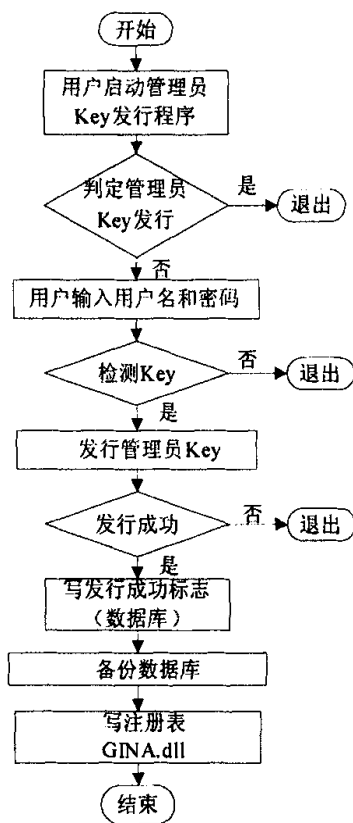 开始
用户启动管理员
Key发行程序
判定管理员
Key发行
是
退出
否
用户输入用户名和密码
检测Key
否
退出
是
发行管理员Key
发行成功
否
退出
是
写发行成功标志
（数据库）
备份数据库
写注册表
GINA.dll
结束